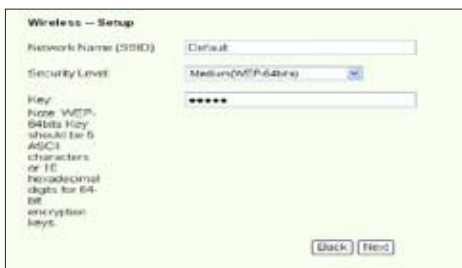 Wireless -- Setup
Network Name (SSID) Default
Security Level: Medium(WEP-64bits)
Key: •••••
Note: WEP-
64bits Key
should be 5
ASCII
characters
or 10
hexadecimal
digits for 64-
bit
encryption
keys.
Back Next